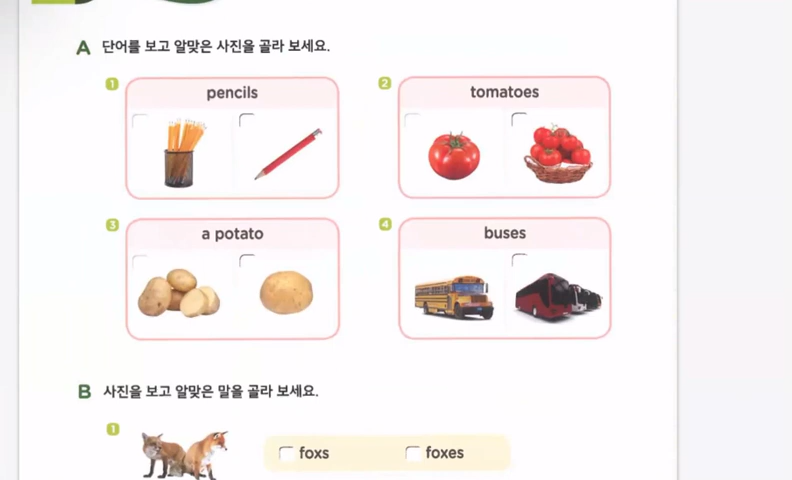 A 단어를 보고 알맞은 사진을 골라 보세요.
1 pencils
2 tomatoes
3 a potato
4 buses
B 사진을 보고 알맞은 말을 골라 보세요.
1 foxs foxes